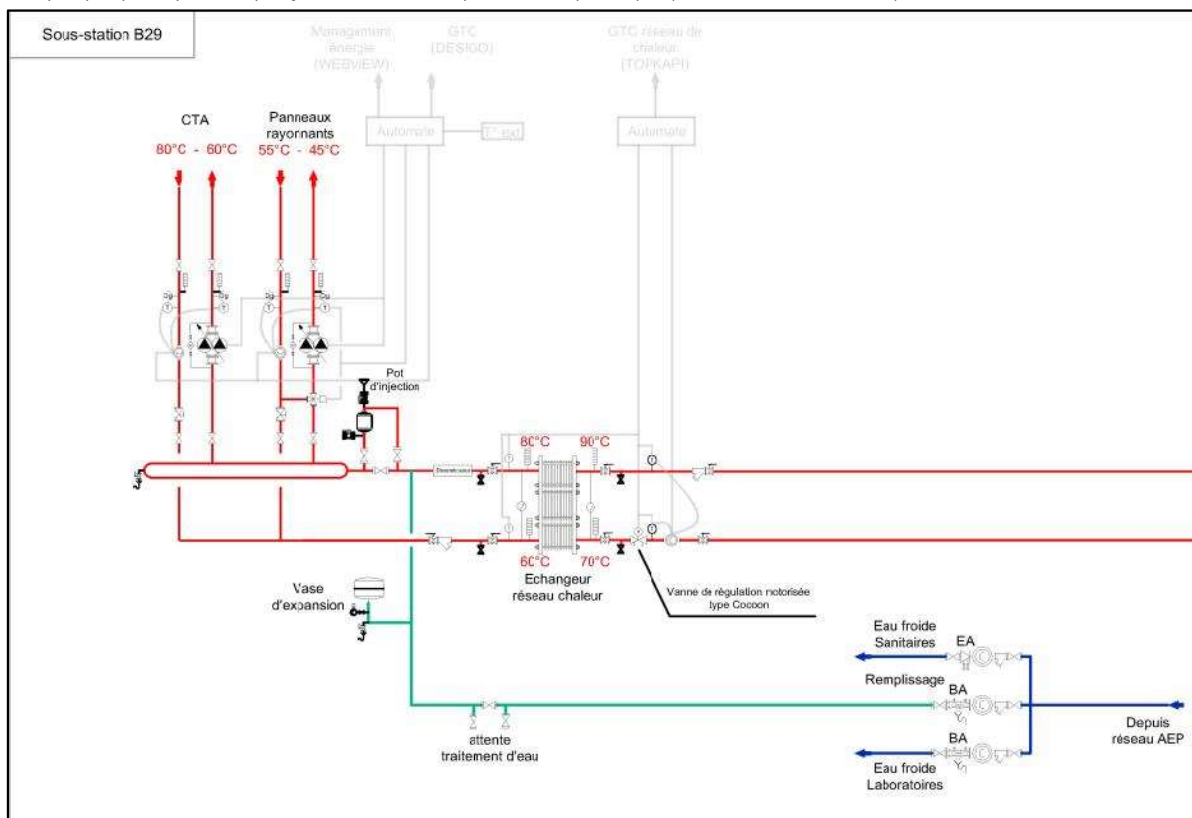 Sous-station B29
Management
énergie
(WEBVIEW)
GTC
(DESIGO)
GTC réseau de
chaleur
(TOPKAPI)
Automate
T° ext
Automate
CTA
80°C - 60°C
Panneaux
rayonnants
55°C - 45°C
Pot
d'injection
80°C
90°C
60°C
70°C
Echangeur
réseau chaleur
Vanne de régulation motorisée
type Cocoon
Vase
d'expansion
Eau froide
Sanitaires
EA
Remplissage
BA
BA
Depuis
réseau AEP
attente
traitement d'eau
Eau froide
Laboratoires